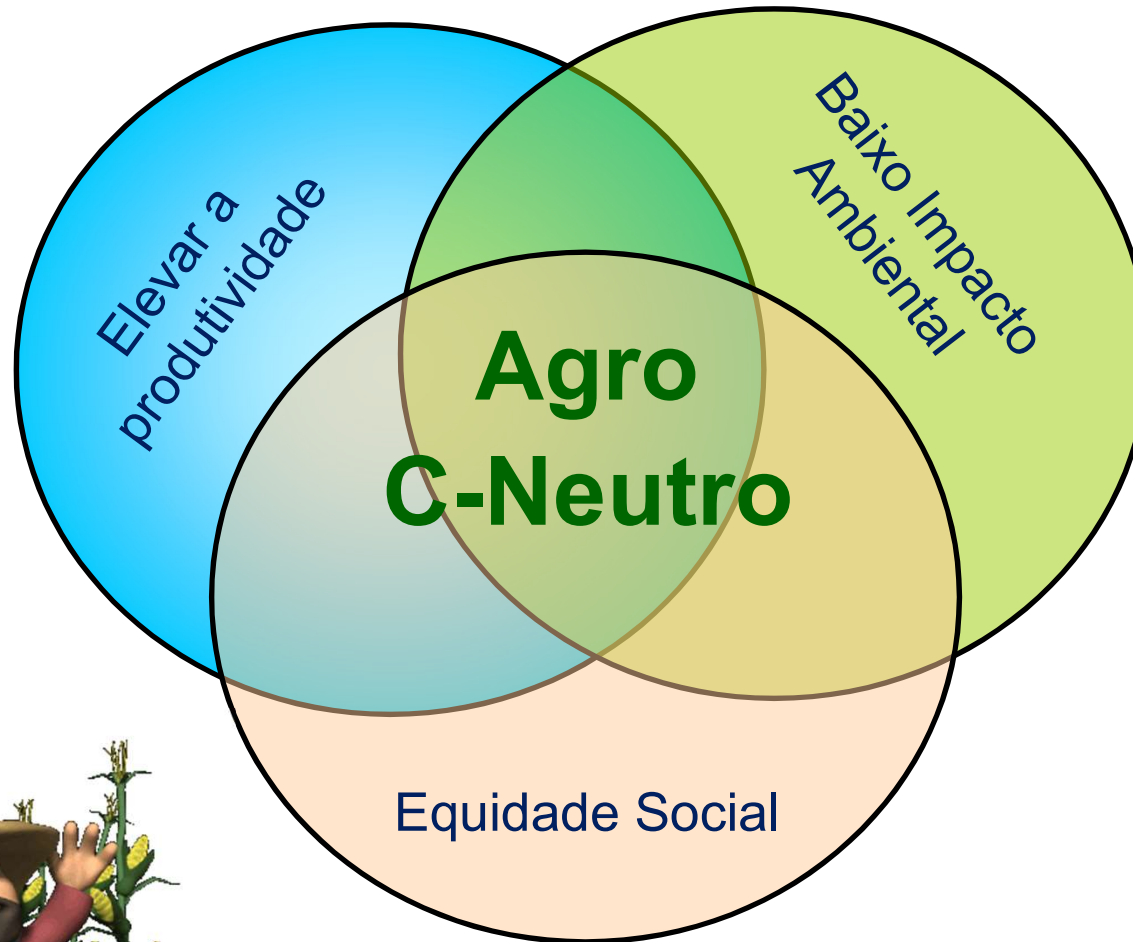 Elevar a
produtividade
Baixo Impacto
Ambiental
Agro
C-Neutro
Equidade Social